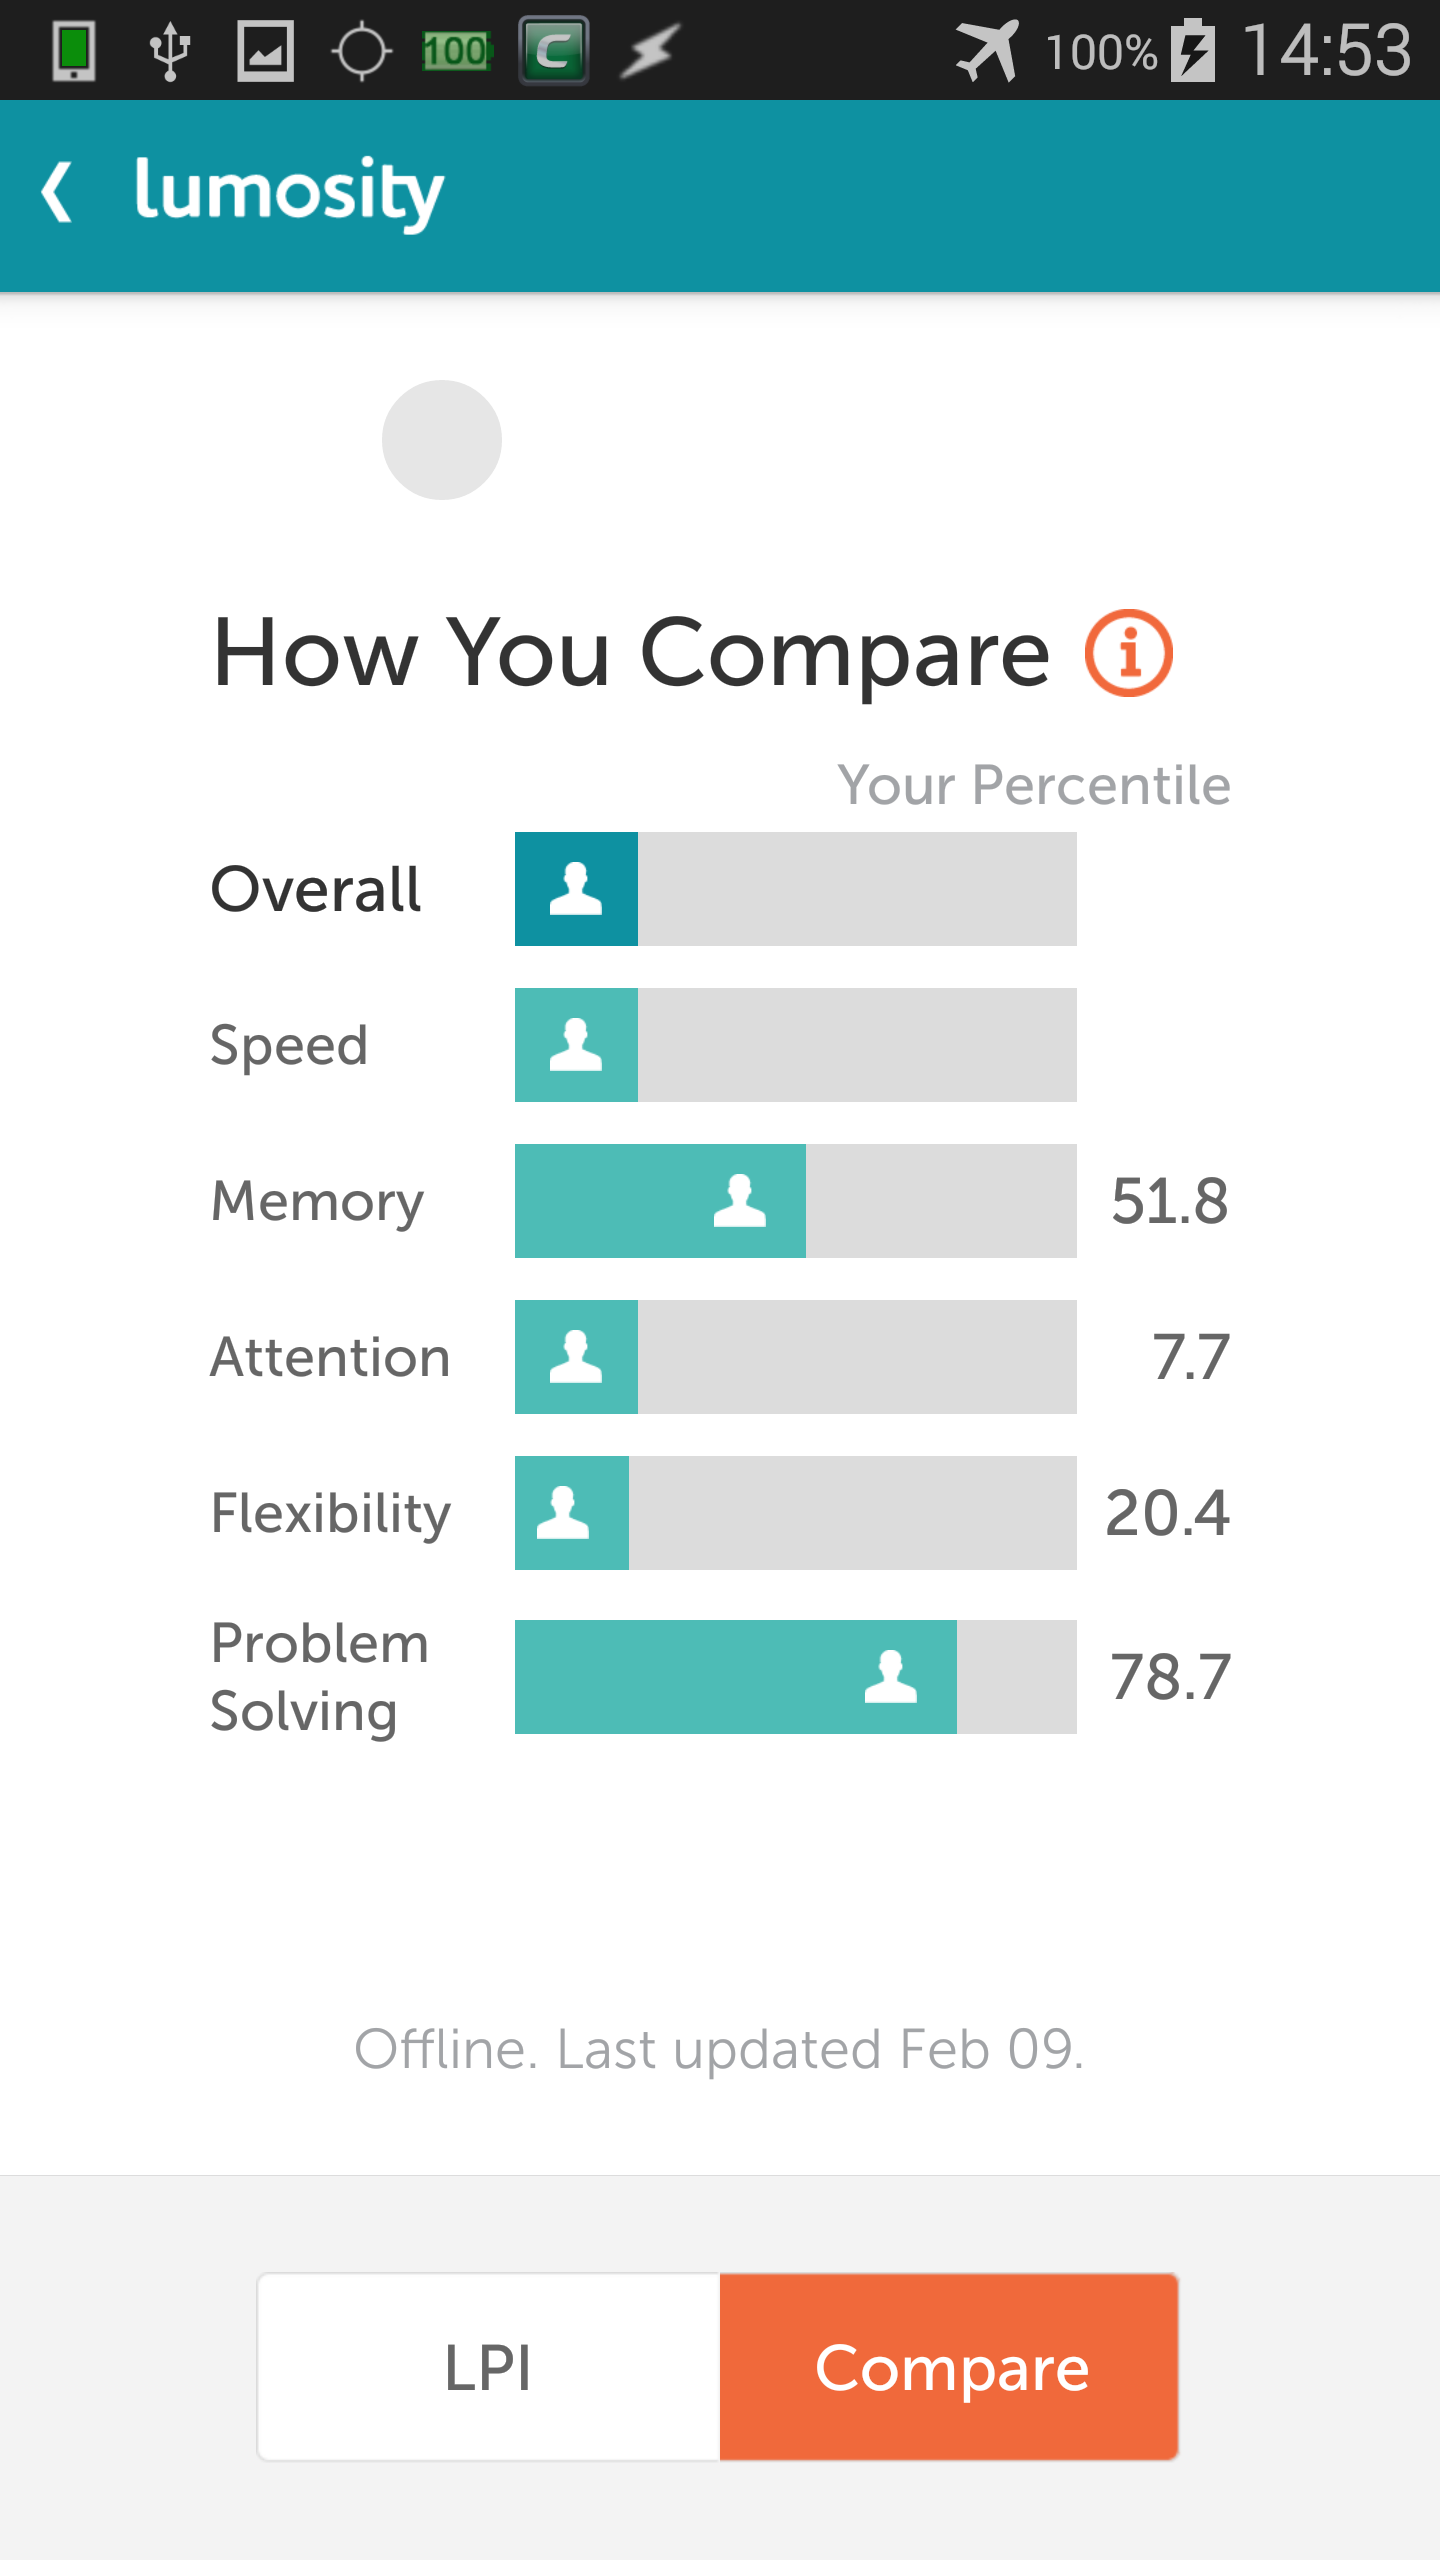 100 C 100% 14:53
lumosity
How You Compare
Your Percentile
Overall
Speed
Memory 51.8
Attention 7.7
Flexibility 20.4
Problem
Solving 78.7
Offline. Last updated Feb 09.
LPI Compare